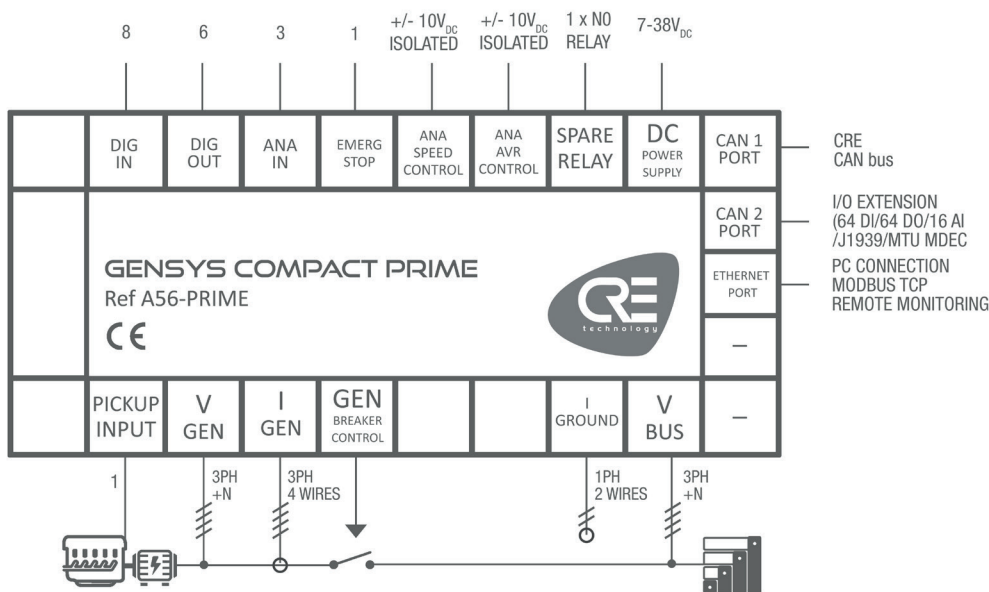 8
6
3
1
+/- 10VDC
ISOLATED
+/- 10VDC
ISOLATED
1 x NO
RELAY
7-38VDC
DIG
IN
DIG
OUT
ANA
IN
EMERG
STOP
ANA
SPEED
CONTROL
ANA
AVR
CONTROL
SPARE
RELAY
DC
POWER
SUPPLY
CAN 1
PORT
CRE
CAN bus
CAN 2
PORT
I/O EXTENSION
(64 DI/64 DO/16 AI
/J1939/MTU MDEC
ETHERNET
PORT
PC CONNECTION
MODBUS TCP
REMOTE MONITORING
GENSYS COMPACT PRIME
Ref A56-PRIME
CE
CRE
technology
–
–
PICKUP
INPUT
V
GEN
I
GEN
GEN
BREAKER
CONTROL
I
GROUND
V
BUS
1
3PH
+N
3PH
4 WIRES
1PH
2 WIRES
3PH
+N